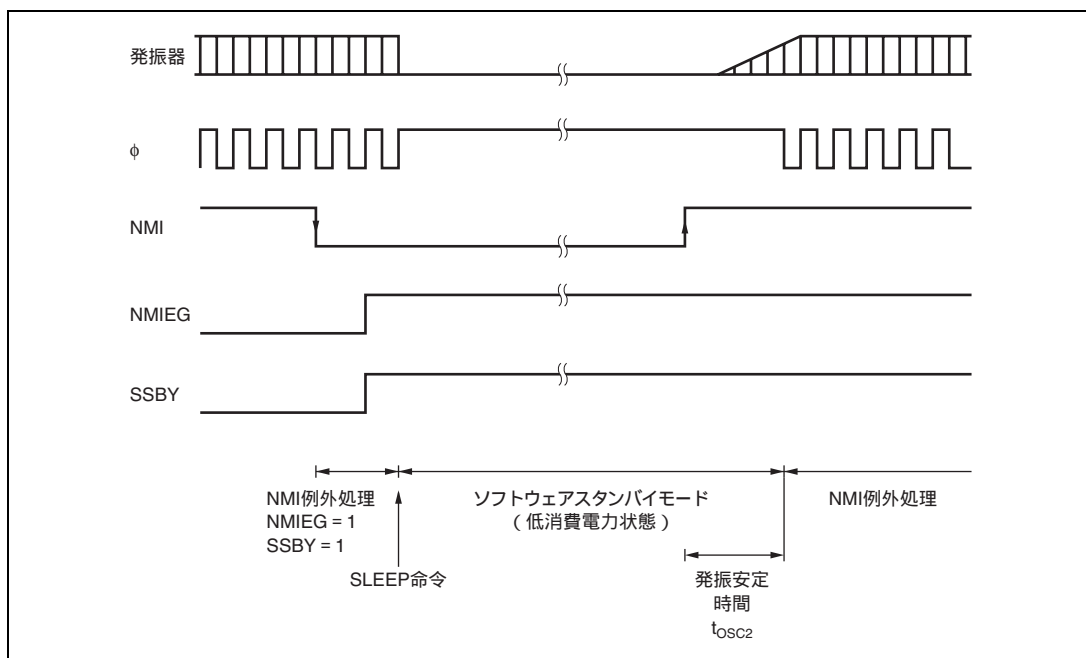 発振器
φ
NMI
NMIEG
SSBY
NMI例外処理
NMIEG = 1
SSBY = 1
SLEEP命令
ソフトウェアスタンバイモード
（低消費電力状態）
発振安定
時間
tOSC2
NMI例外処理